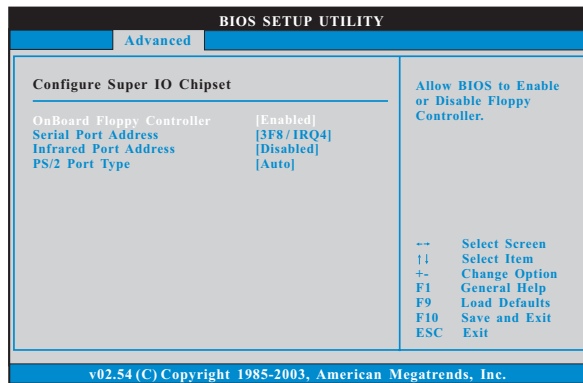 BIOS SETUP UTILITY
Advanced
Configure Super IO Chipset
OnBoard Floppy Controller [Enabled]
Serial Port Address [3F8 / IRQ4]
Infrared Port Address [Disabled]
PS/2 Port Type [Auto]
Allow BIOS to Enable
or Disable Floppy
Controller.
←→ Select Screen
↑↓ Select Item
+- Change Option
F1 General Help
F9 Load Defaults
F10 Save and Exit
ESC Exit
v02.54 (C) Copyright 1985-2003, American Megatrends, Inc.